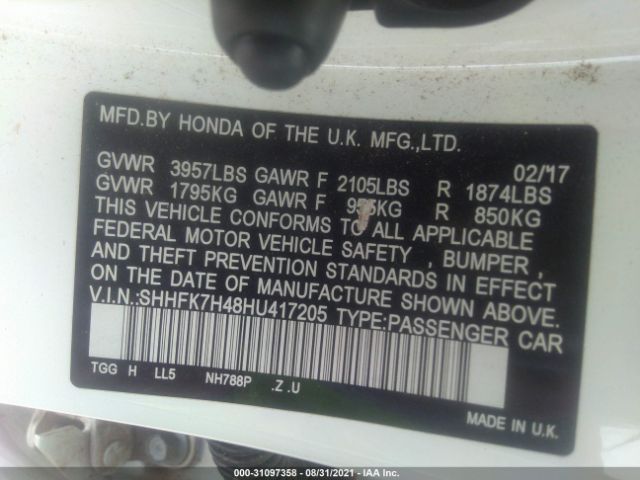 MFD.BY HONDA OF THE U.K. MFG.,LTD.
02/17
GVWR 3957LBS GAWR F 2105LBS R 1874LBS
GVWR 1795KG GAWR F 955KG R 850KG
THIS VEHICLE CONFORMS TO ALL APPLICABLE
FEDERAL MOTOR VEHICLE SAFETY , BUMPER ,
AND THEFT PREVENTION STANDARDS IN EFFECT
ON THE DATE OF MANUFACTURE SHOWN ABOVE.
V.I.N.:SHHFK7H48HU417205 TYPE:PASSENGER CAR
TGG H LL5 NH788P .Z .U
MADE IN U.K.
000-31097358 - 08/31/2021 - IAA Inc.